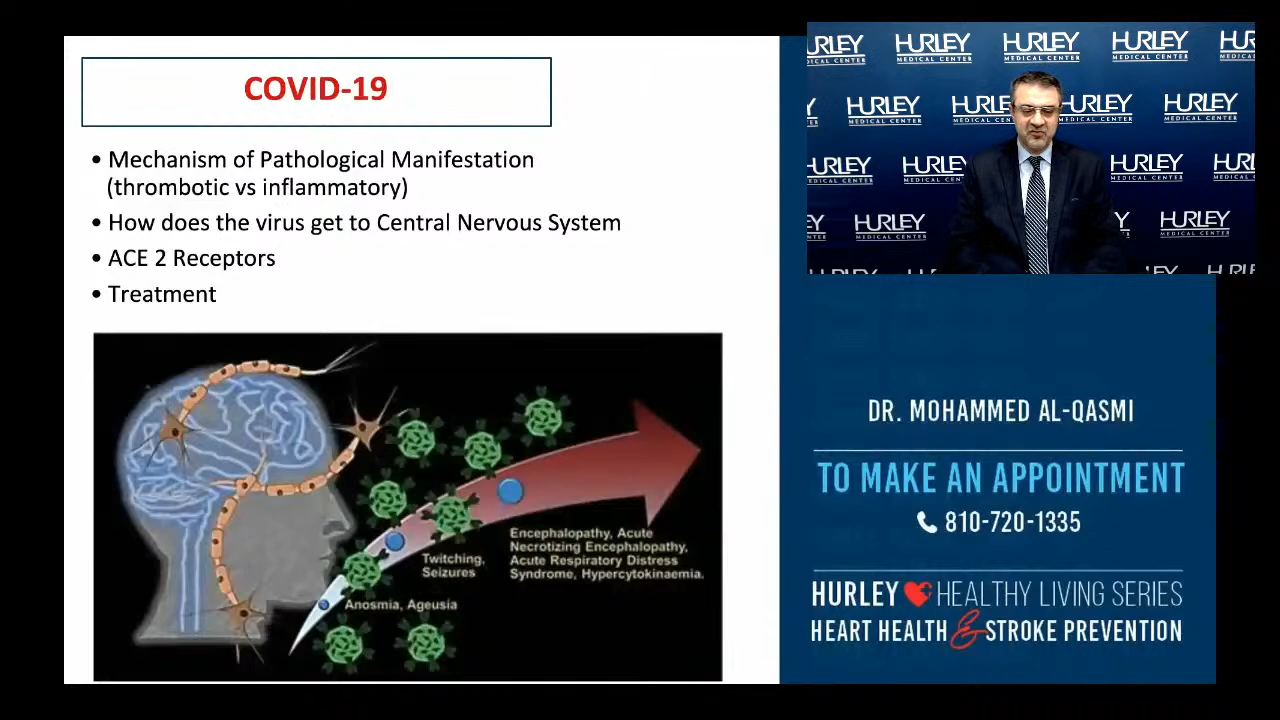 COVID-19
• Mechanism of Pathological Manifestation
(thrombotic vs inflammatory)
• How does the virus get to Central Nervous System
• ACE 2 Receptors
• Treatment
Twitching,
Seizures
Encephalopathy, Acute
Necrotizing Encephalopathy,
Acute Respiratory Distress
Syndrome, Hypercytokinaemia.
Anosmia, Ageusia
HURLEY
MEDICAL CENTER
DR. MOHAMMED AL-QASMI
TO MAKE AN APPOINTMENT
810-720-1335
HURLEY HEALTHY LIVING SERIES
HEART HEALTH & STROKE PREVENTION